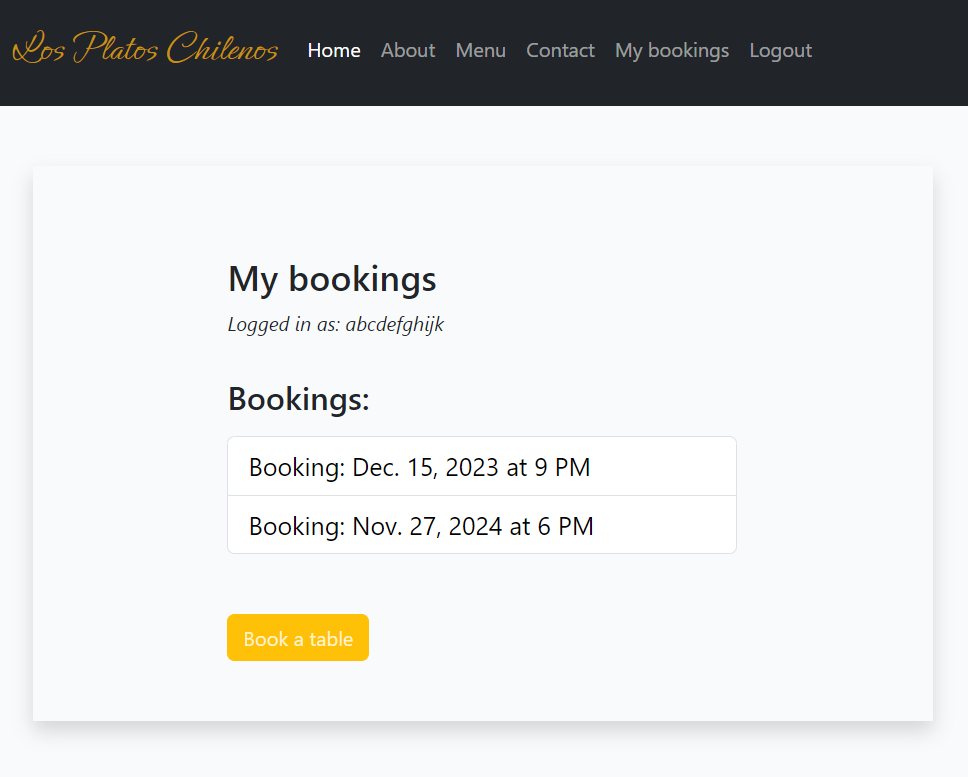 Los Platos Chilenos Home About Menu Contact My bookings Logout
My bookings
Logged in as: abcdefghijk
Bookings:
Booking: Dec. 15, 2023 at 9 PM
Booking: Nov. 27, 2024 at 6 PM
Book a table